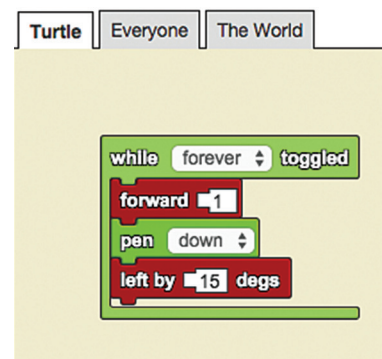 Turtle Everyone The World
while forever toggled
forward 1
pen down
left by 15 degs